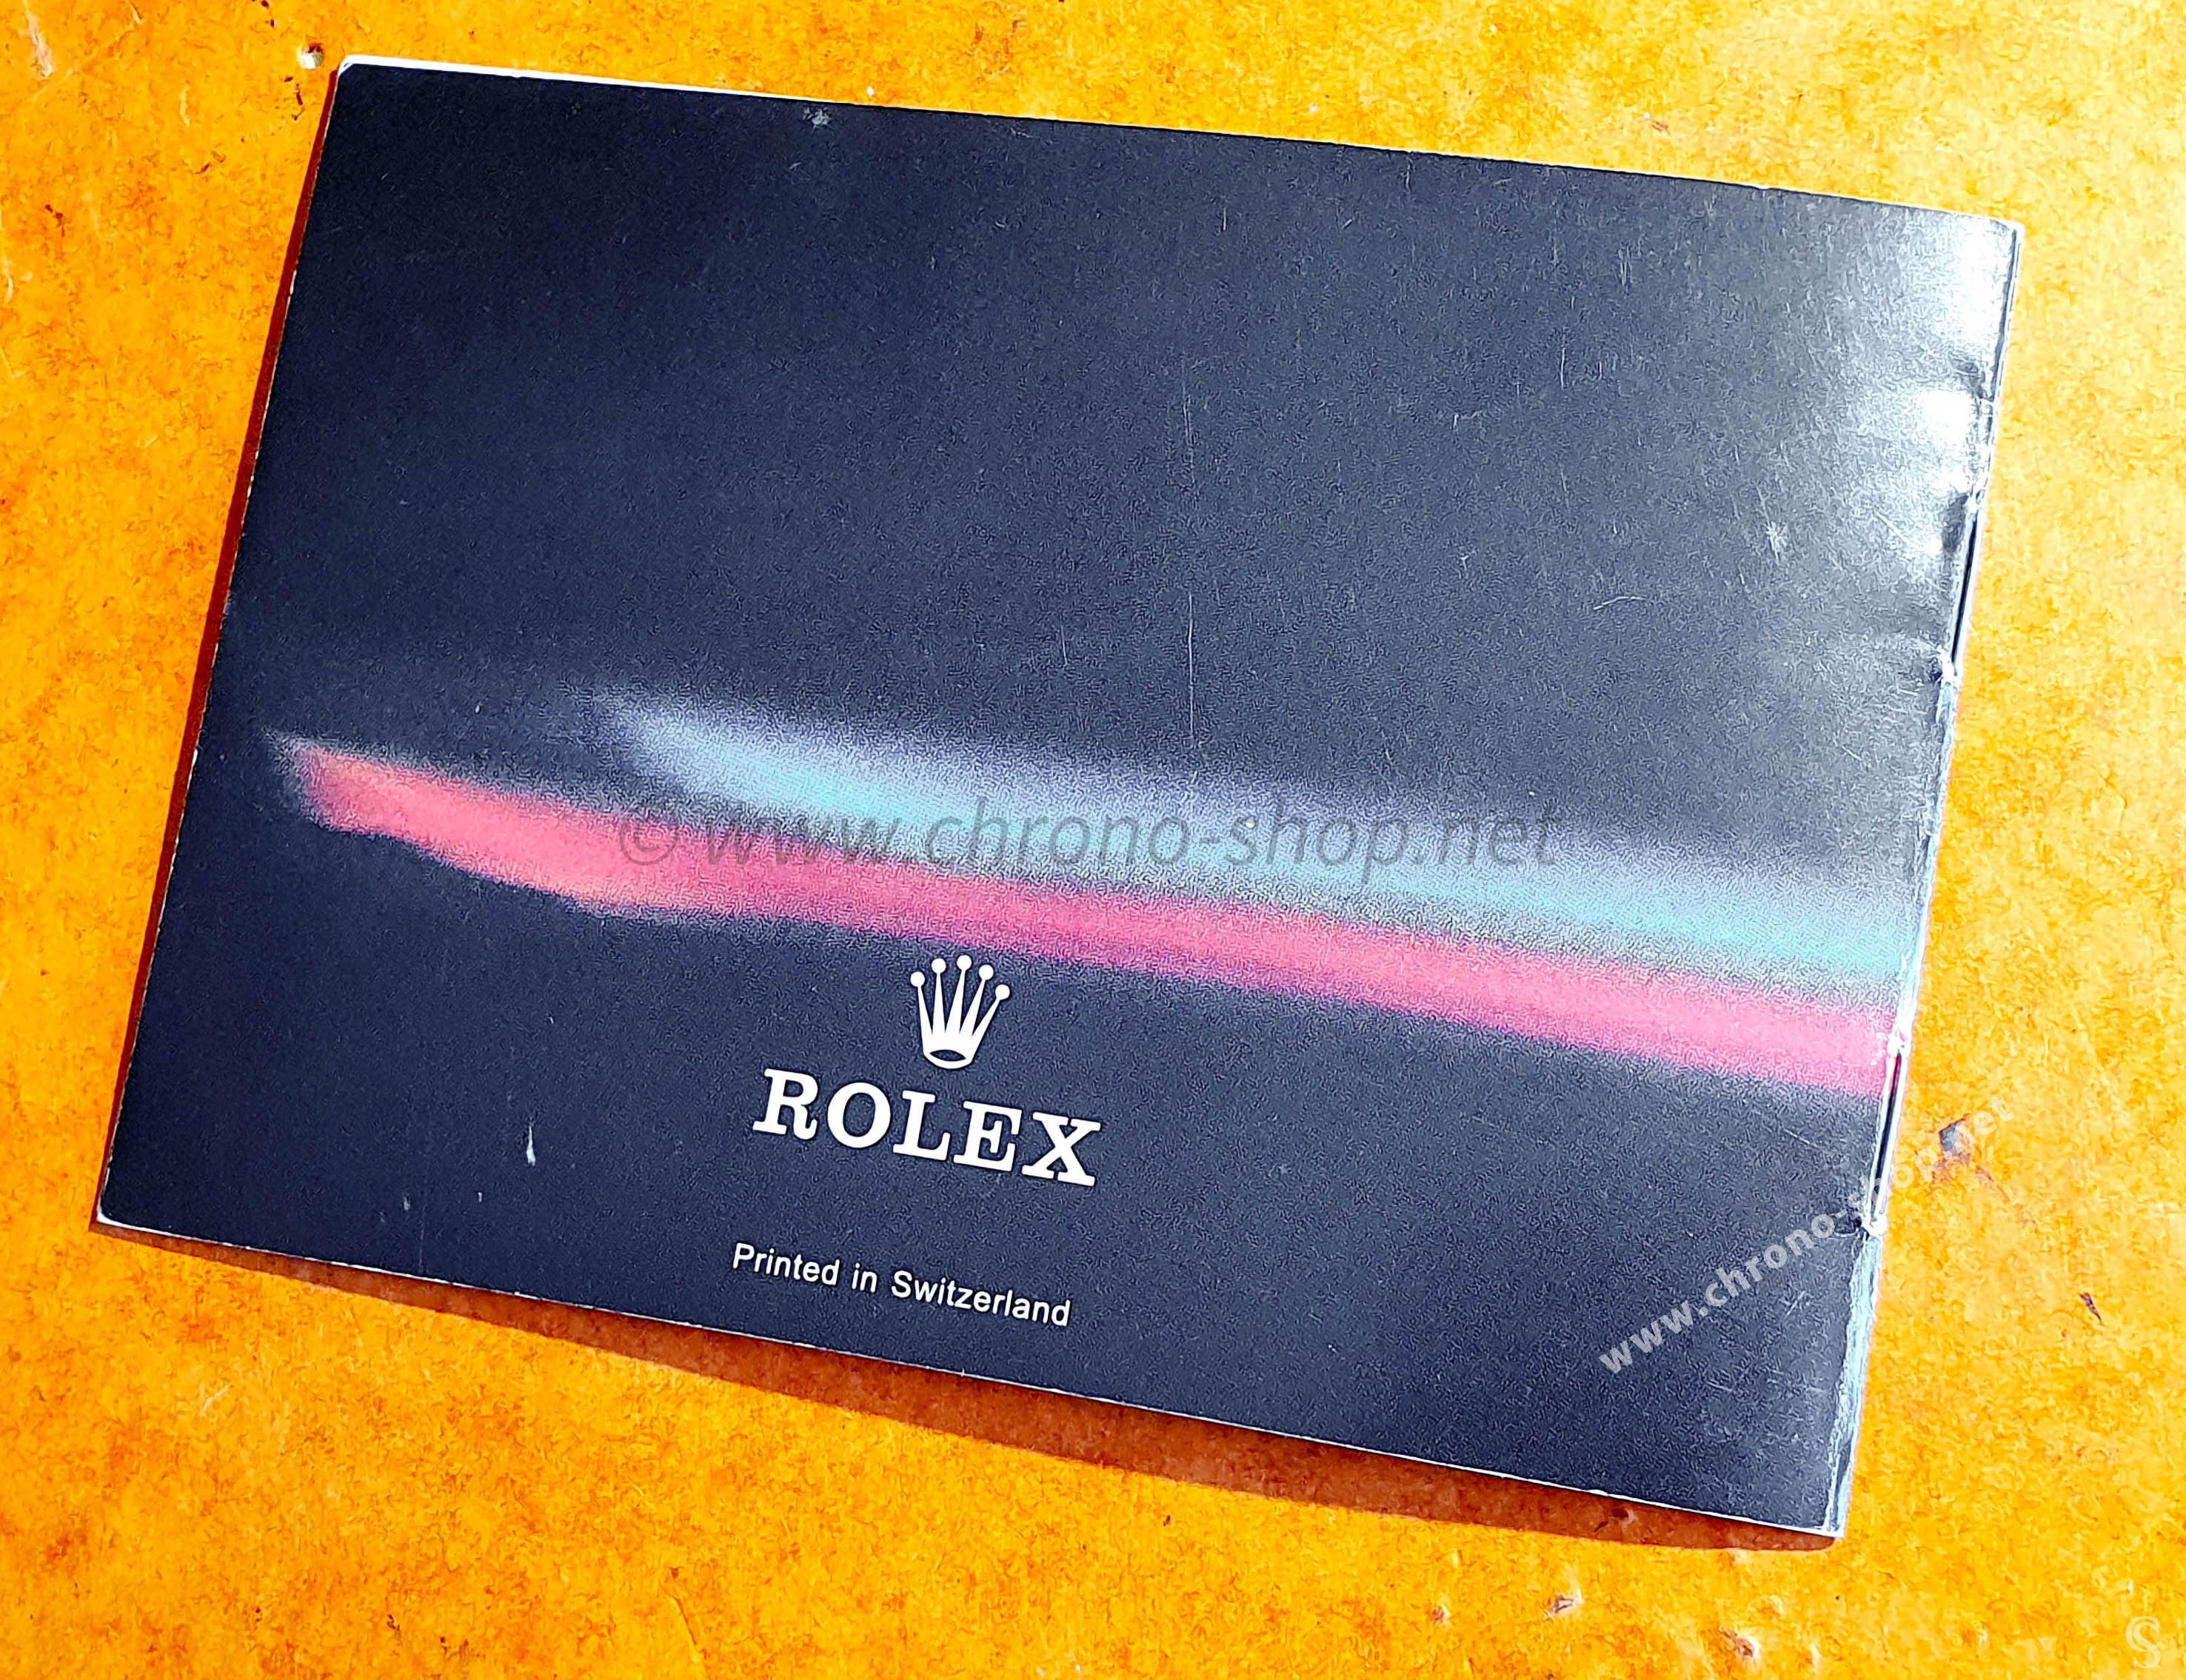 © www.chrono-shop.net
ROLEX
Printed in Switzerland
www.chrono-shop.net